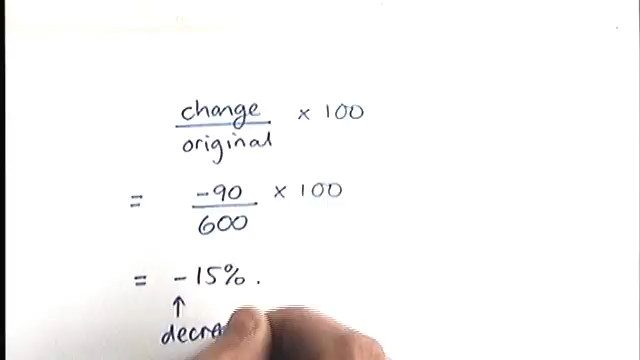 change
original × 100
= -90
600 × 100
= -15% .
↑